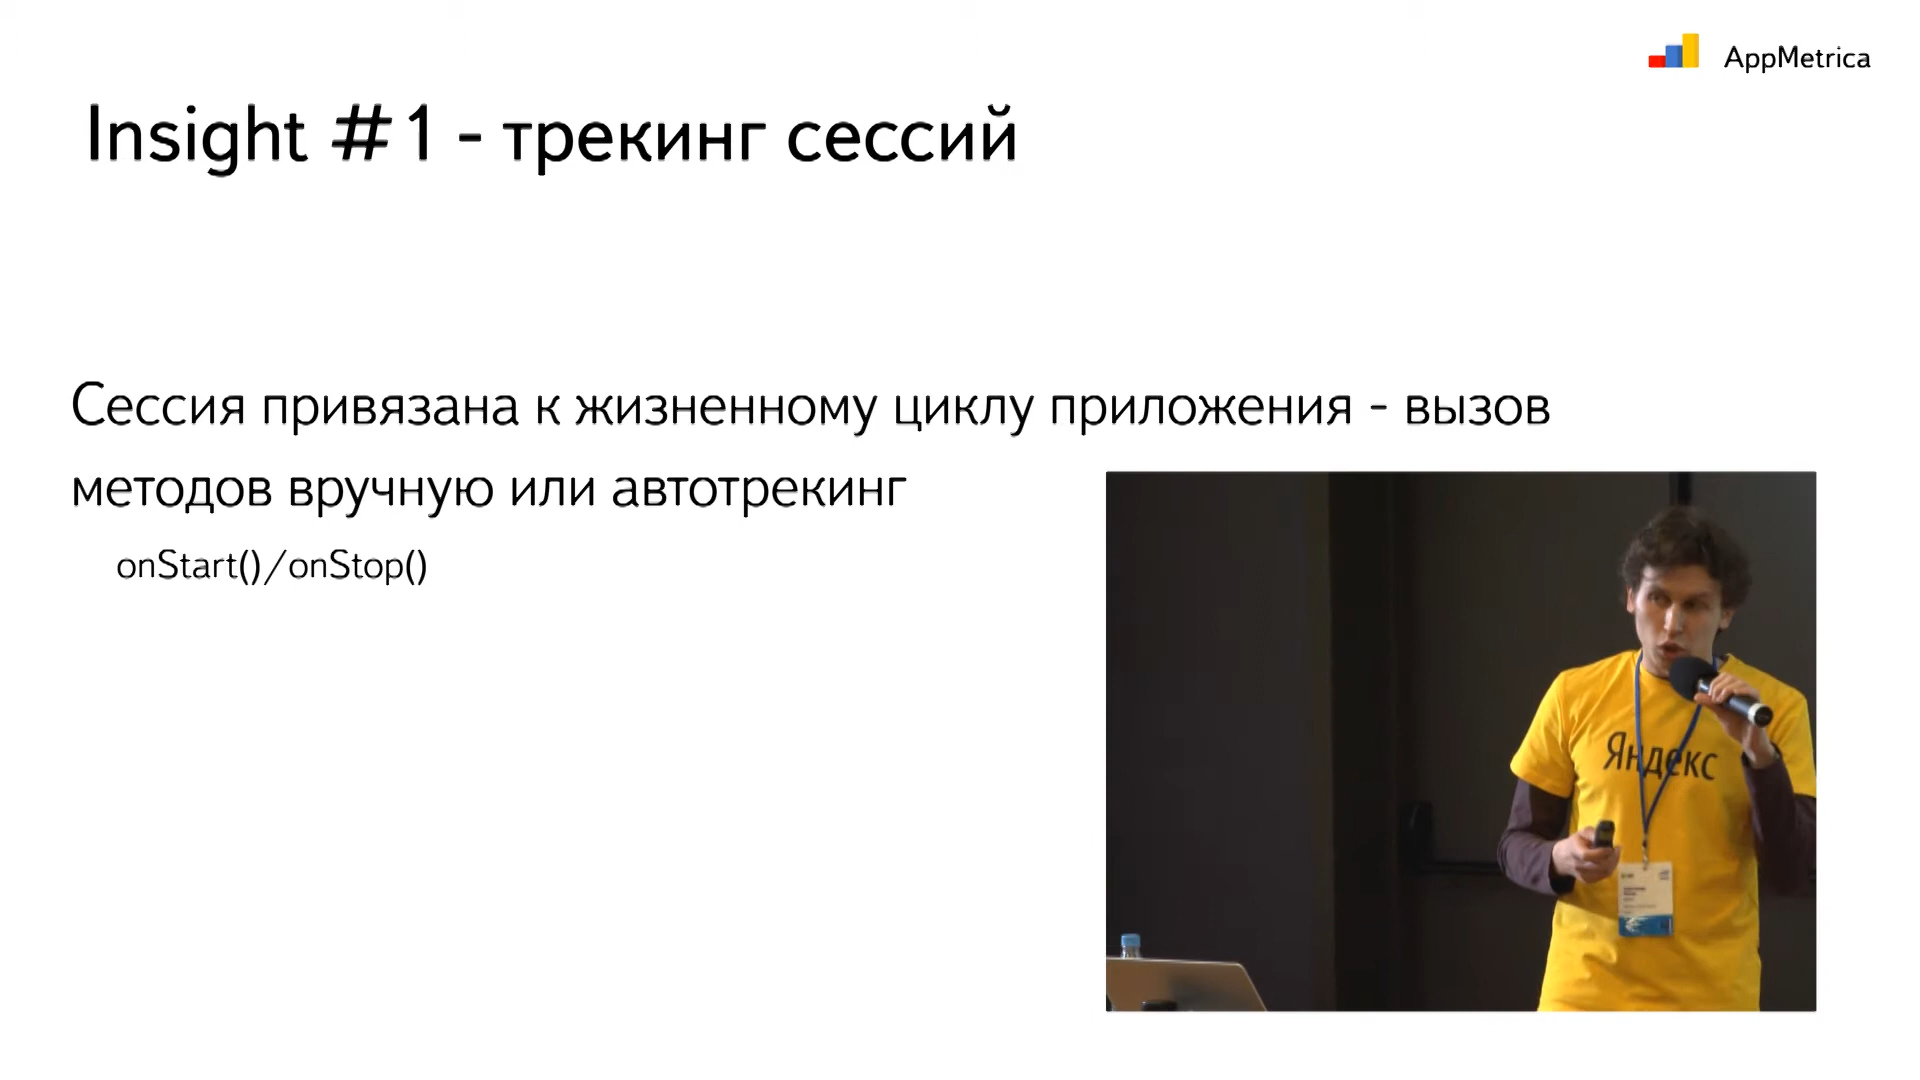 AppMetrica
Insight #1 - трекинг сессий
Сессия привязана к жизненному циклу приложения - вызов
методов вручную или автотрекинг
onStart()/onStop()
Яндекс